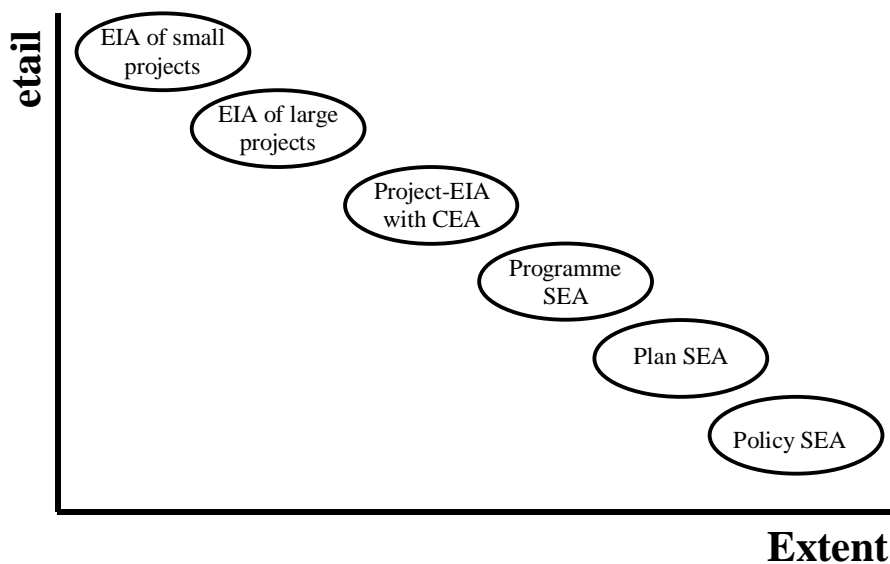 etail
EIA of small
projects
EIA of large
projects
Project-EIA
with CEA
Programme
SEA
Plan SEA
Policy SEA
Extent